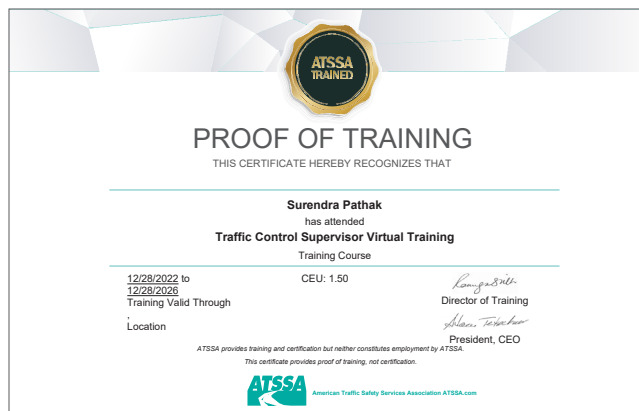 ATSSA
TRAINED
PROOF OF TRAINING
THIS CERTIFICATE HEREBY RECOGNIZES THAT
Surendra Pathak
has attended
Traffic Control Supervisor Virtual Training
Training Course
12/28/2022 to
12/28/2026
Training Valid Through
,
Location
CEU: 1.50
Director of Training
President, CEO
ATSSA provides training and certification but neither constitutes employment by ATSSA.
This certificate provides proof of training, not certification.
ATSSA
American Traffic Safety Services Association ATSSA.com